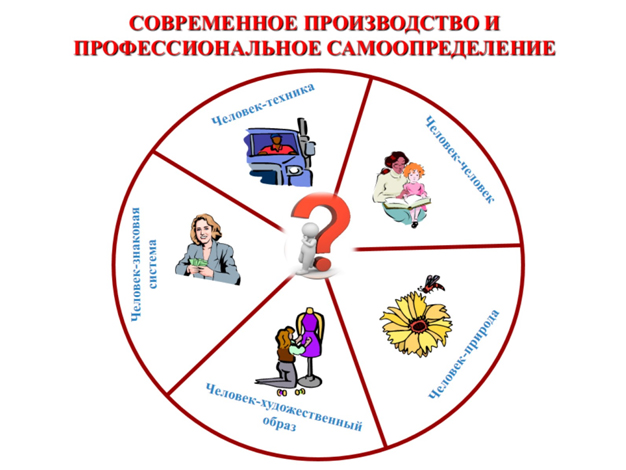 СОВРЕМЕННОЕ ПРОИЗВОДСТВО И
ПРОФЕССИОНАЛЬНОЕ САМООПРЕДЕЛЕНИЕ
Человек-техника
Человек-человек
Человек-знаковая
система
Человек-природа
Человек-художественный
образ